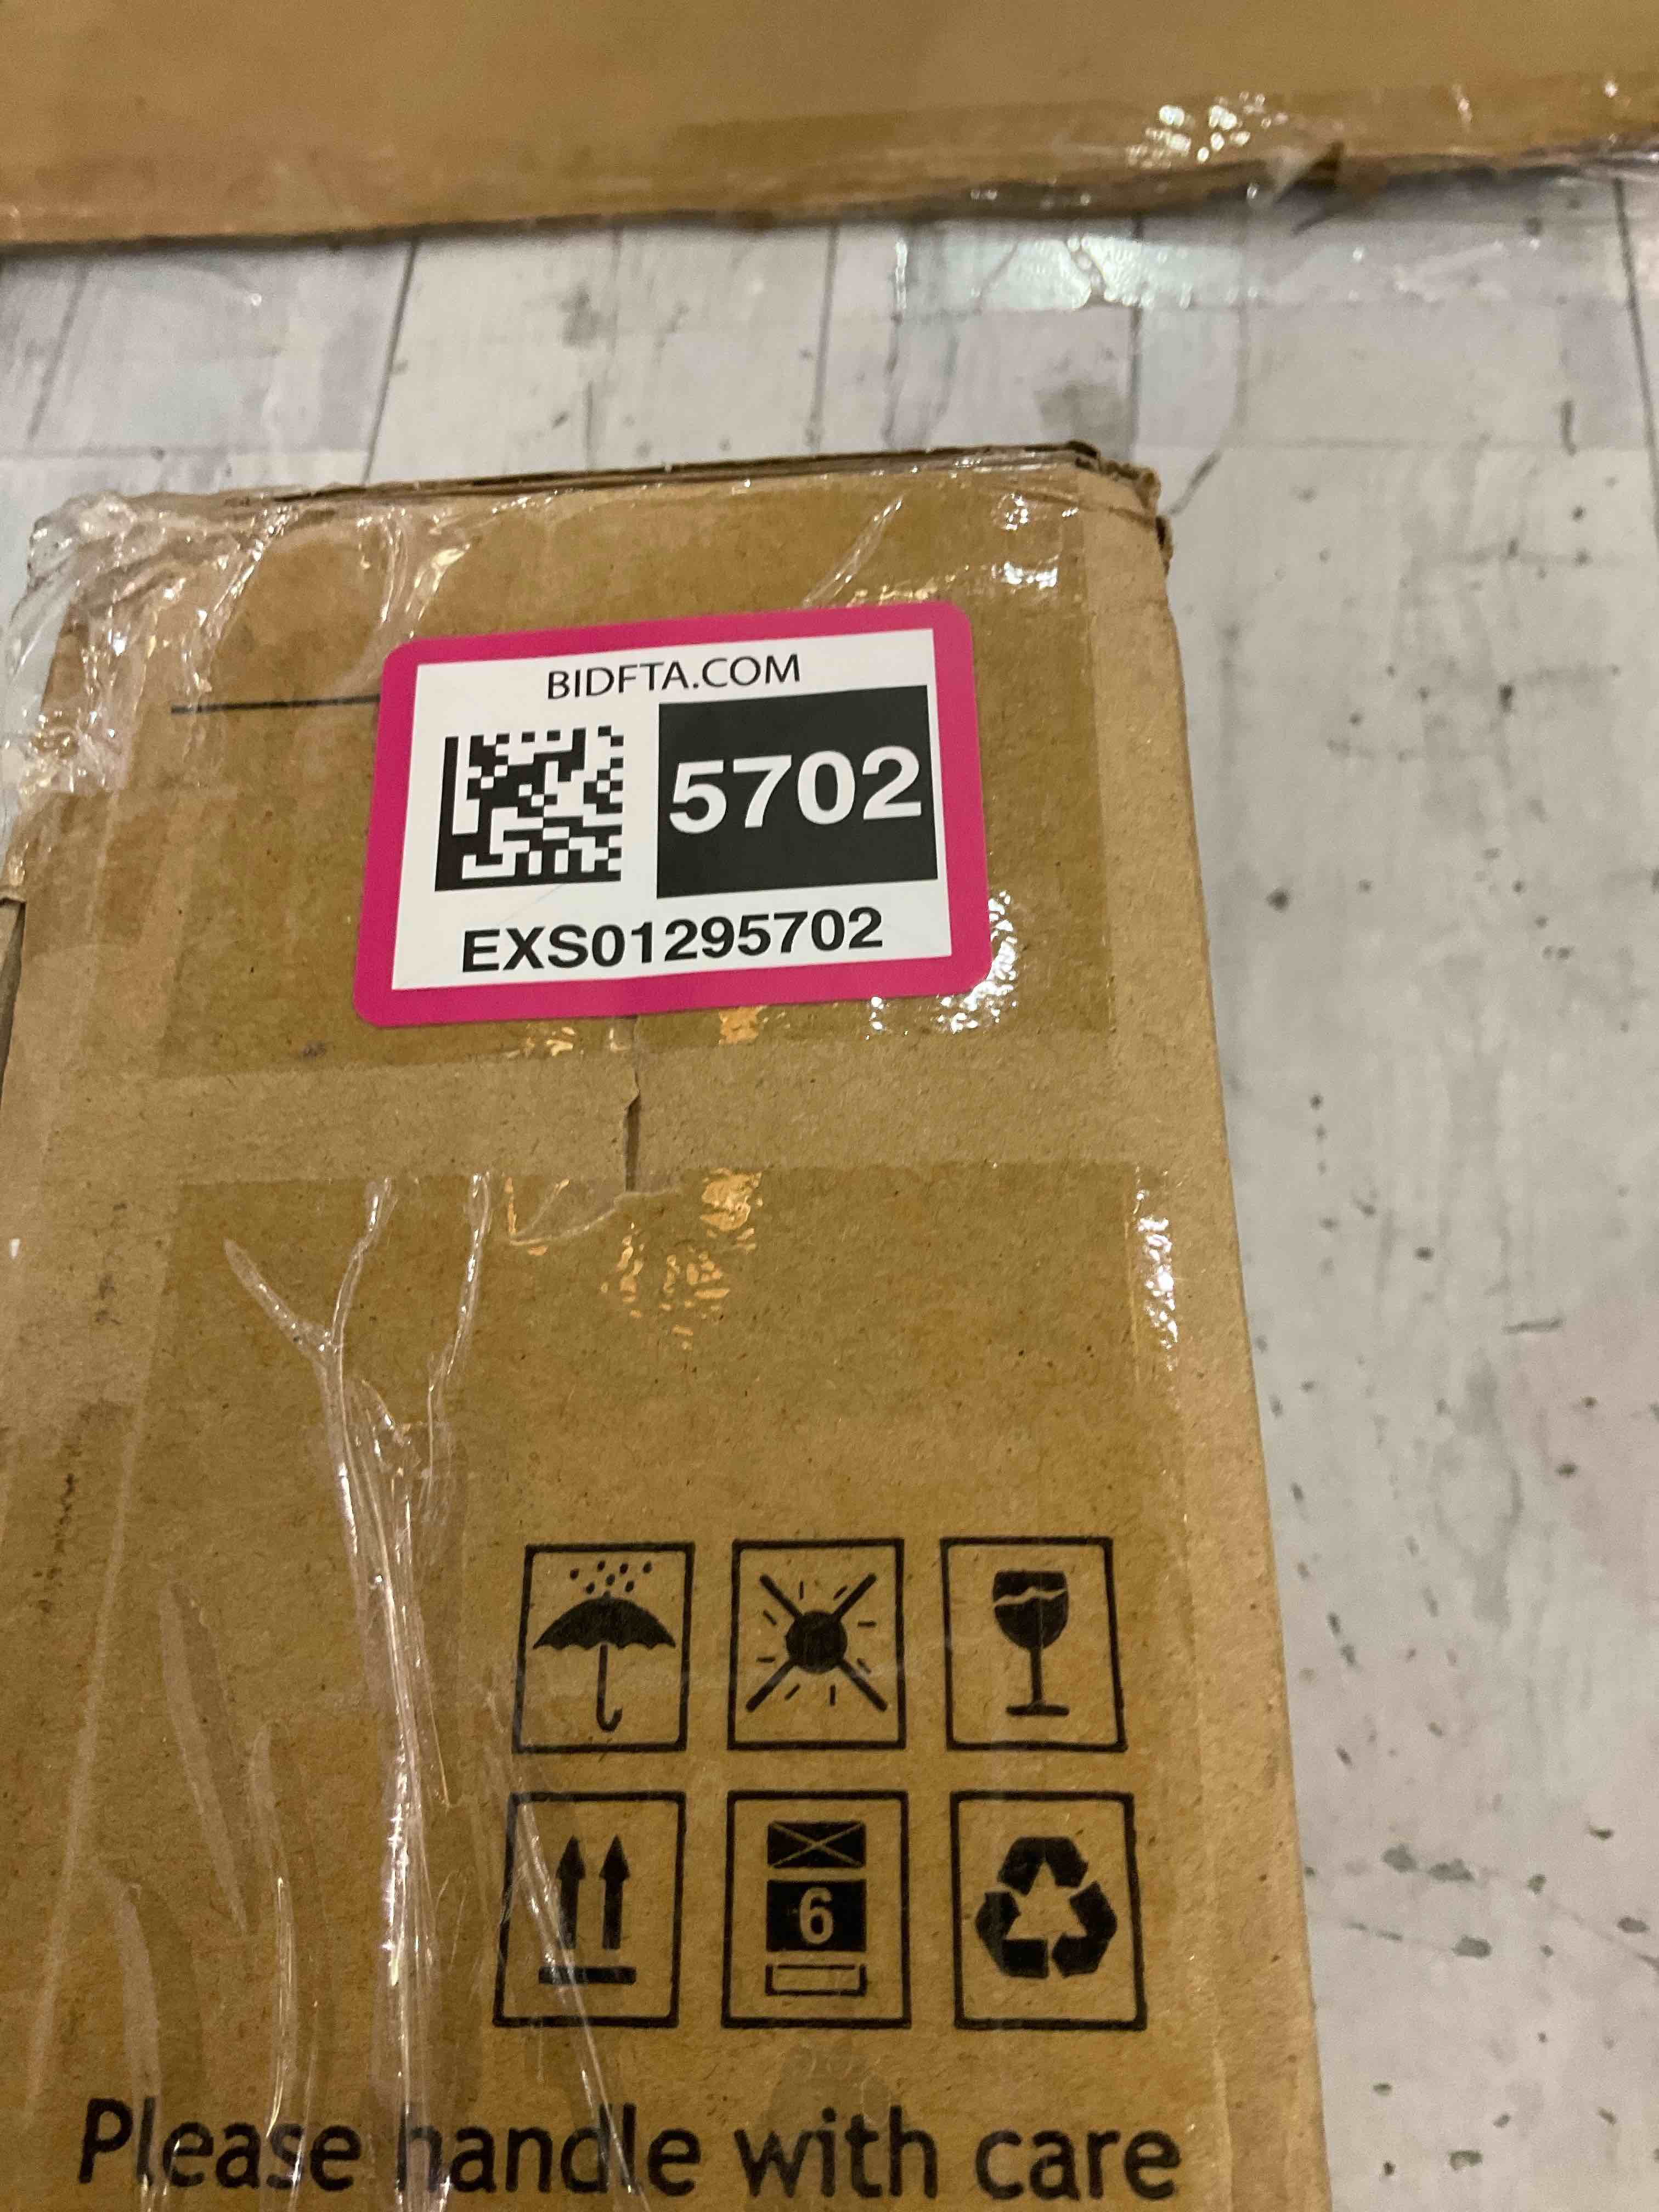 BIDFTA.COM
5702
EXS01295702
6
Please handle with care